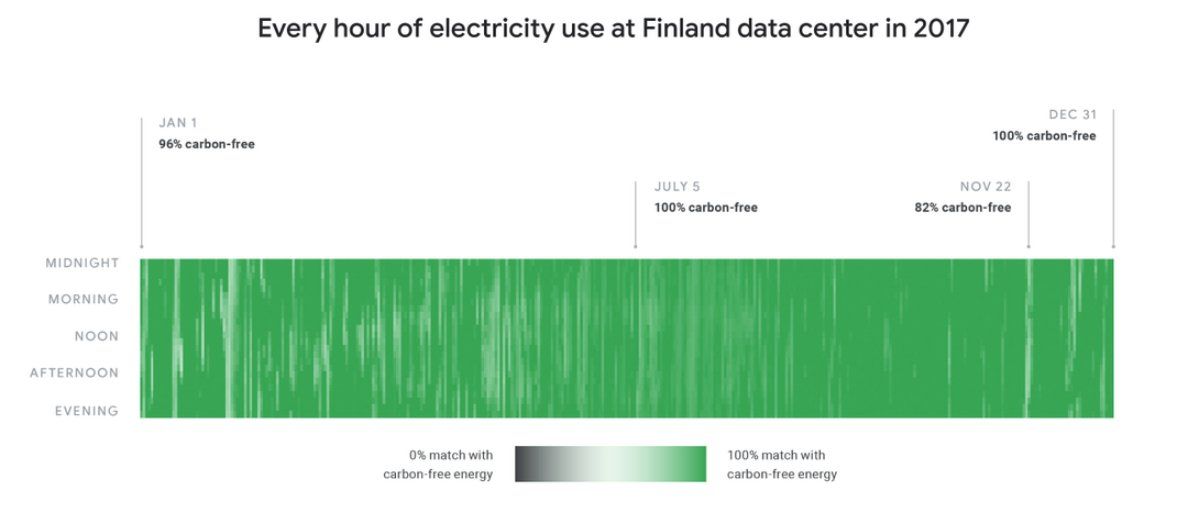 Every hour of electricity use at Finland data center in 2017
JAN 1
96% carbon-free
DEC 31
100% carbon-free
JULY 5
100% carbon-free
NOV 22
82% carbon-free
MIDNIGHT
MORNING
NOON
AFTERNOON
EVENING
0% match with
carbon-free energy
100% match with
carbon-free energy